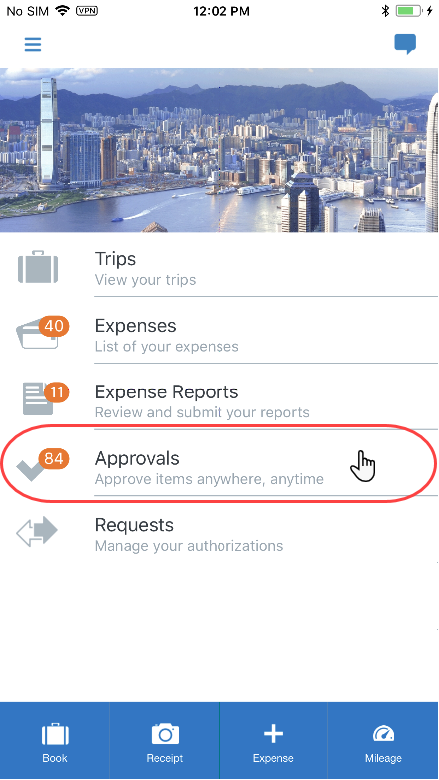 No SIM VPN 12:02 PM
Trips
View your trips
40
Expenses
List of your expenses
11
Expense Reports
Review and submit your reports
84
Approvals
Approve items anywhere, anytime
Requests
Manage your authorizations
Book Receipt Expense Mileage